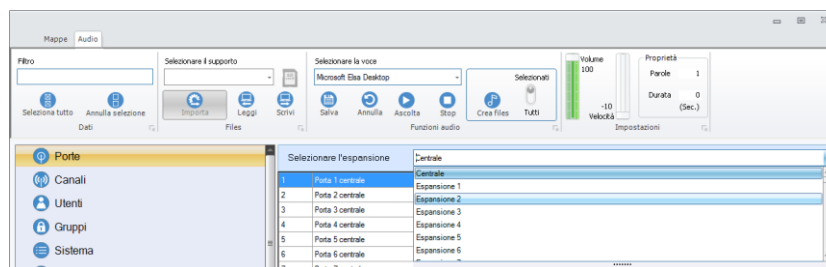 Mappe Audio
Filtro Selezionare il supporto Selezionare la voce Volume Proprietà
100 Parole 1
Microsoft Elsa Desktop Selezionati
Durata 0
-10 (Sec.)
Seleziona tutto Annulla selezione Importa Leggi Scrivi Salva Annulla Ascolta Stop Crea files Tutti Velocità
Dati Files Funzioni audio Impostazioni
Porte Selezionare l'espansione Centrale
1 Porta 1 centrale Centrale
Canali Espansione 1
2 Porta 2 centrale Espansione 2
Utenti
3 Porta 3 centrale Espansione 3
Gruppi 4 Porta 4 centrale Espansione 4
5 Porta 5 centrale Espansione 5
Sistema
6 Porta 6 centrale Espansione 6